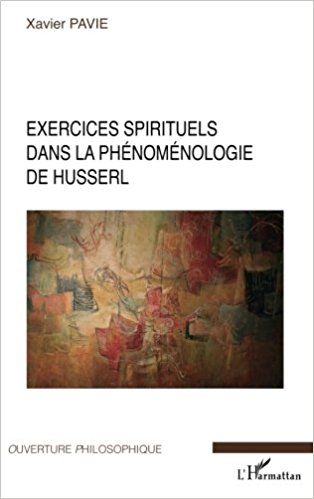 Xavier PAVIE
EXERCICES SPIRITUELS
DANS LA PHÉNOMÉNOLOGIE
DE HUSSERL
OUVERTURE PHILOSOPHIQUE
L'Harmattan